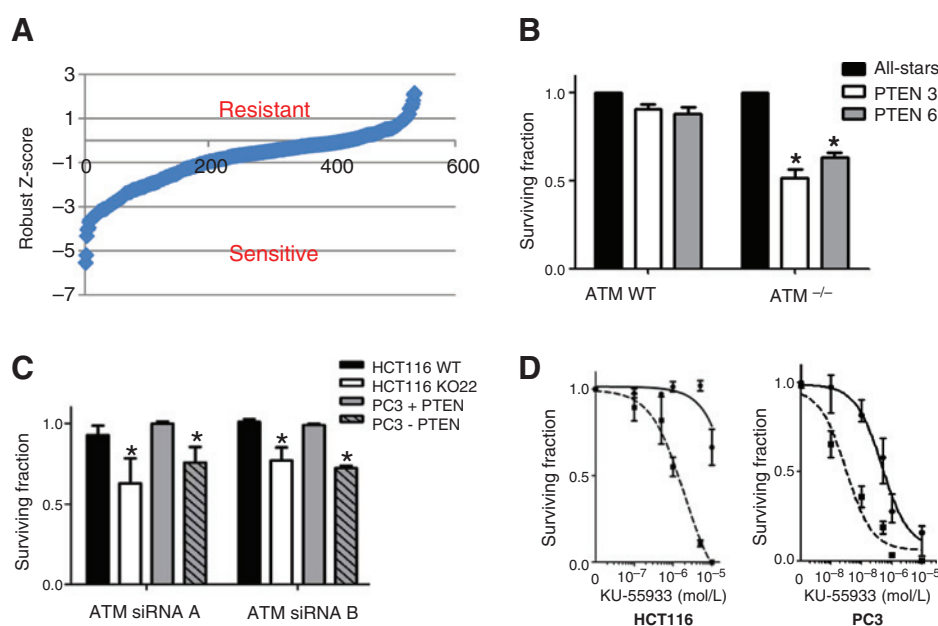 A
3
1
−1
−3
−5
−7
Robust Z-score
Resistant
Sensitive
0
200
400
600
B
All-stars
PTEN 3
PTEN 6
Surviving fraction
1.0
0.5
0.0
* *
ATM WT
ATM –/–
C
HCT116 WT
HCT116 KO22
PC3 + PTEN
PC3 - PTEN
Surviving fraction
1.0
0.5
0.0
* * * *
ATM siRNA A
ATM siRNA B
D
Surviving fraction
1.0
0.5
0.0
0 10⁻⁷ 10⁻⁶ 10⁻⁵
KU-55933 (mol/L)
HCT116
Surviving fraction
1.0
0.5
0.0
0 10⁻⁸ 10⁻⁸ 10⁻⁶ 10⁻⁵
KU-55933 (mol/L)
PC3